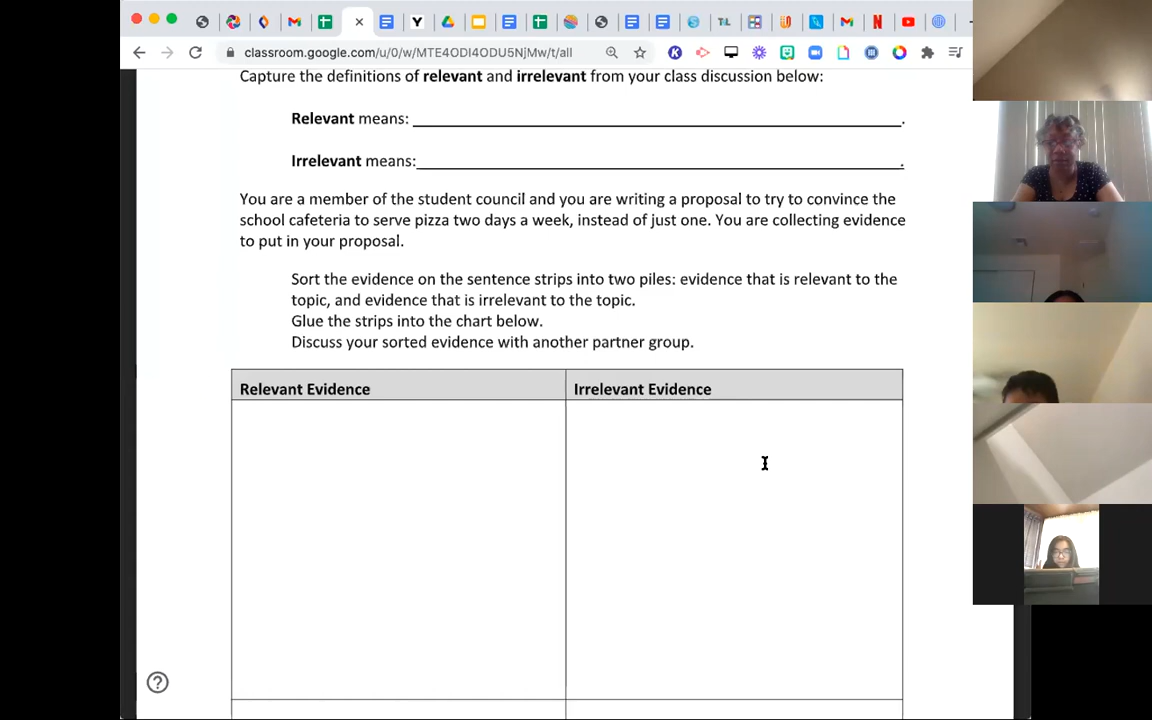 classroom.google.com/u/0/w/MTE4ODI4ODU5NjMw/t/all
Capture the definitions of relevant and irrelevant from your class discussion below:
Relevant means: ________________.
Irrelevant means:________________.
You are a member of the student council and you are writing a proposal to try to convince the
school cafeteria to serve pizza two days a week, instead of just one. You are collecting evidence
to put in your proposal.
Sort the evidence on the sentence strips into two piles: evidence that is relevant to the
topic, and evidence that is irrelevant to the topic.
Glue the strips into the chart below.
Discuss your sorted evidence with another partner group.
Relevant Evidence
Irrelevant Evidence